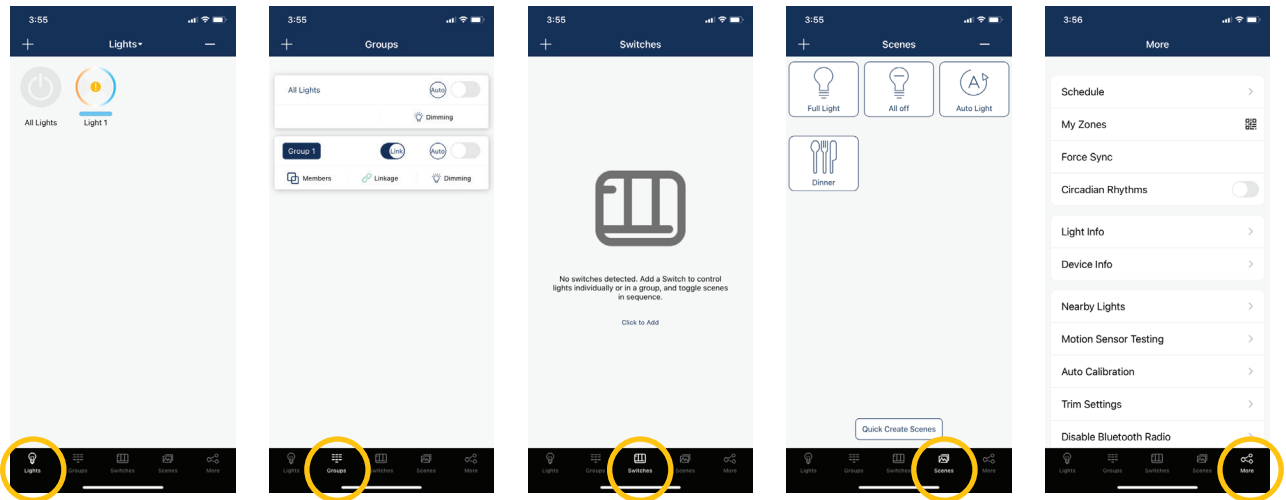 3:55
Lights
All Lights
Light 1
Lights Groups Switches Scenes More
3:55
Groups
All Lights
Auto
Dimming
Group 1
Link
Auto
Members
Linkage
Dimming
Lights Groups Switches Scenes More
3:55
Switches
No switches detected. Add a Switch to control
lights individually or in a group, and toggle scenes
in sequence.
Click to Add
Lights Groups Switches Scenes More
3:55
Scenes
Full Light
All off
A
Auto Light
Dinner
Quick Create Scenes
Lights Groups Switches Scenes More
3:56
More
Schedule
My Zones
Force Sync
Circadian Rhythms
Light Info
Device Info
Nearby Lights
Motion Sensor Testing
Auto Calibration
Trim Settings
Disable Bluetooth Radio
Lights Groups Switches Scenes More